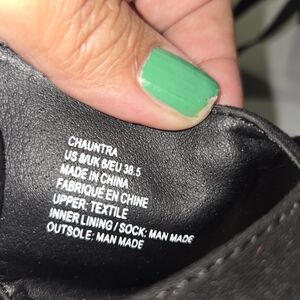 CHAUNTRA
US 8/UK 6/EU 38.5
MADE IN CHINA
FABRIQUÉ EN CHINE
UPPER: TEXTILE
INNER LINING / SOCK: MAN MADE
OUTSOLE: MAN MADE